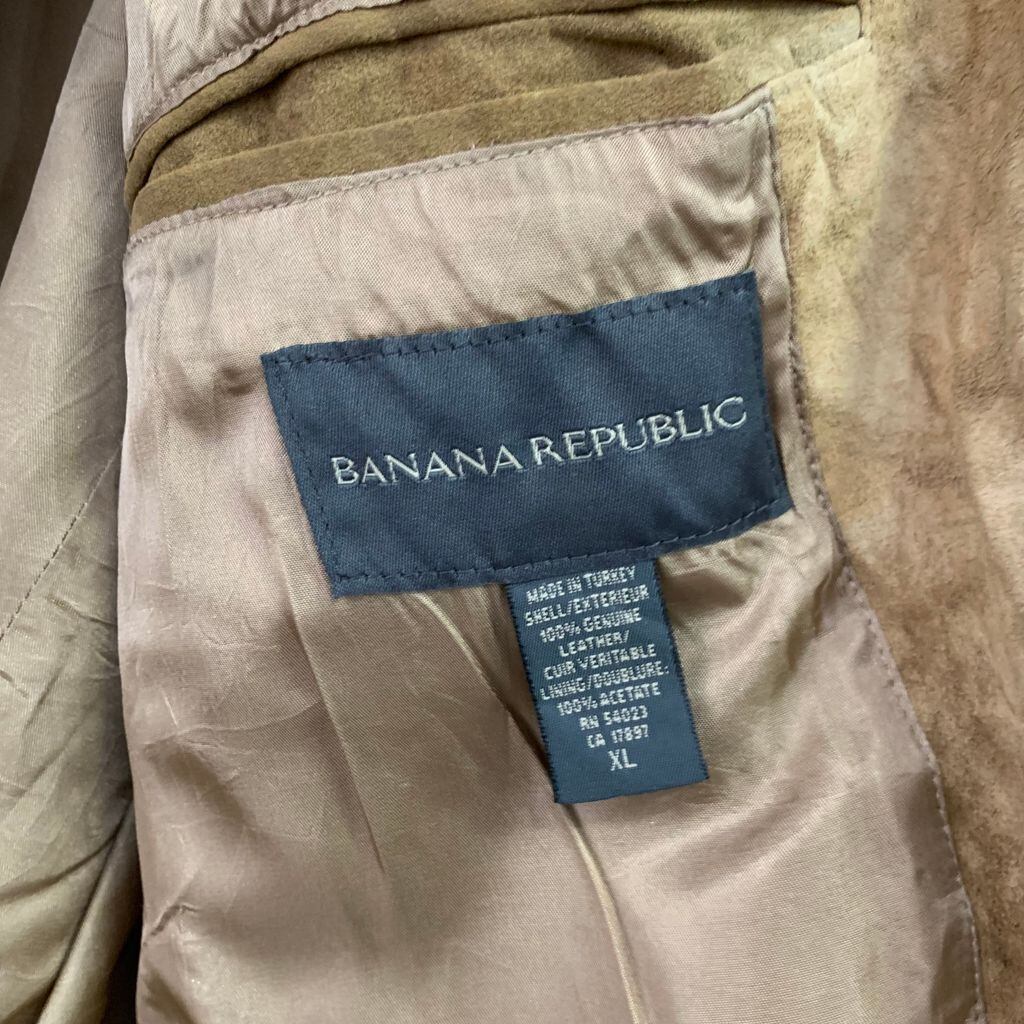 BANANA REPUBLIC
MADE IN TURKEY
SHELL/EXTERIEUR
100% GENUINE
LEATHER/
CUIR VERITABLE
LINING/DOUBLURE:
100% ACETATE
RN 54023
CA 17897
XL